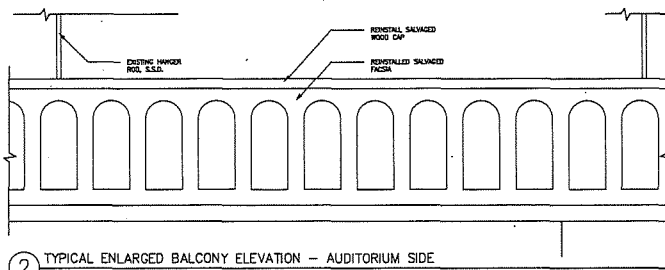 REINSTALL SALVAGED
WOOD CAP
EXISTING HANGER
ROD, S.S.D.
REINSTALLED SALVAGED
FACSIA
2
TYPICAL ENLARGED BALCONY ELEVATION – AUDITORIUM SIDE